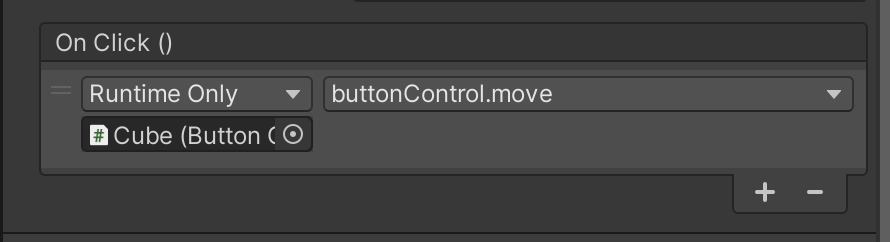 On Click ()
Runtime Only
buttonControl.move
Cube (Button